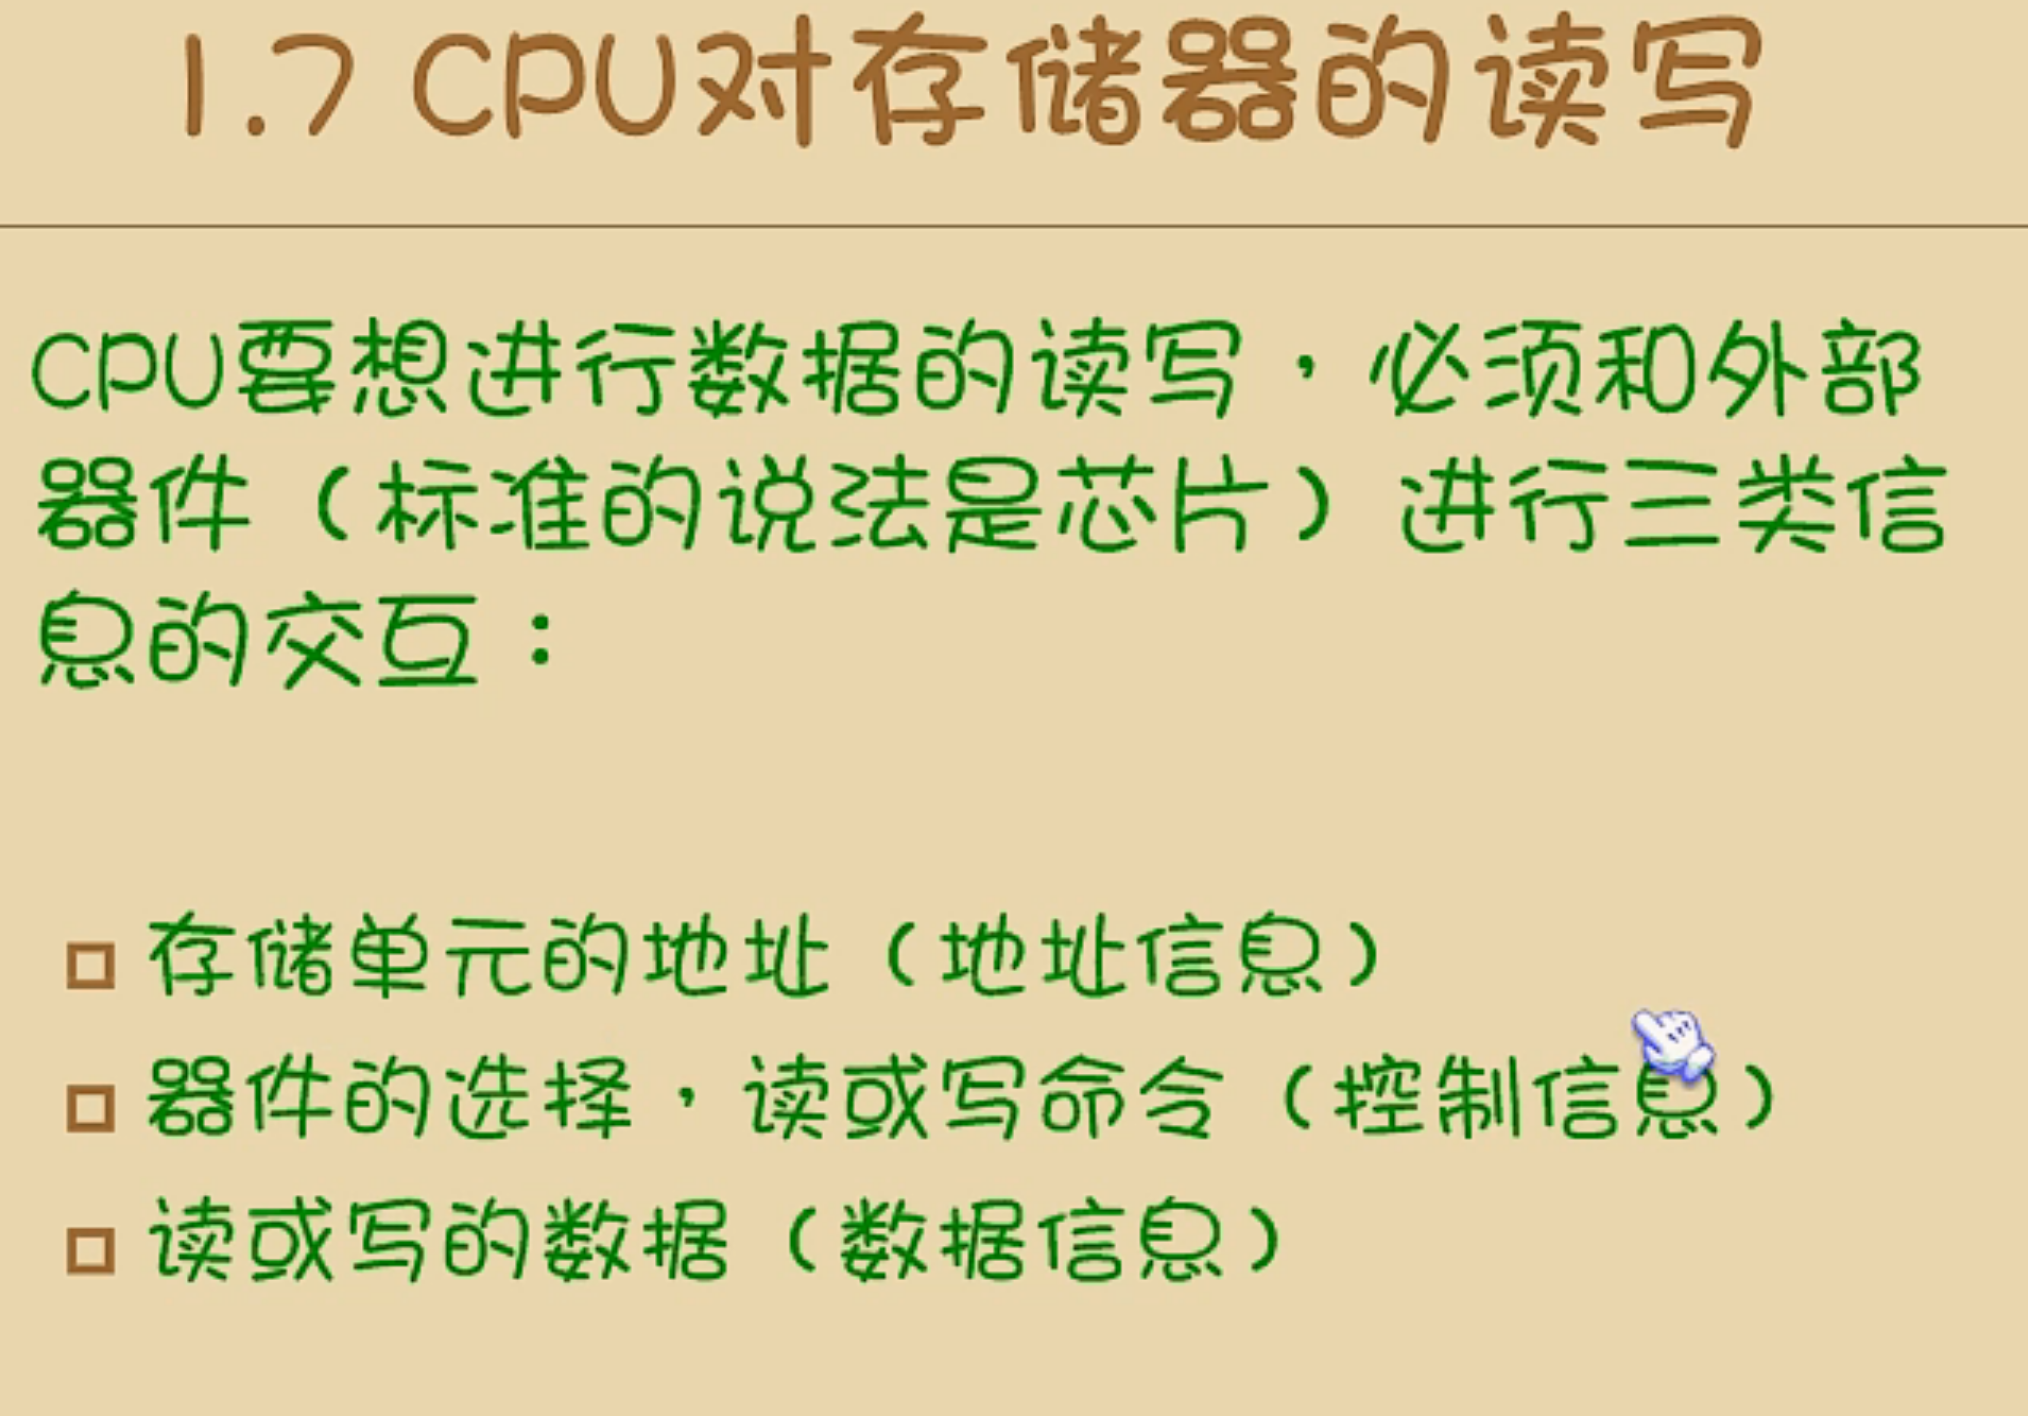 1.7 CPU对存储器的读写
CPU要想进行数据的读写，必须和外部
器件（标准的说法是芯片）进行三类信
息的交互：
存储单元的地址（地址信息）
器件的选择，读或写命令（控制信息）
读或写的数据（数据信息）